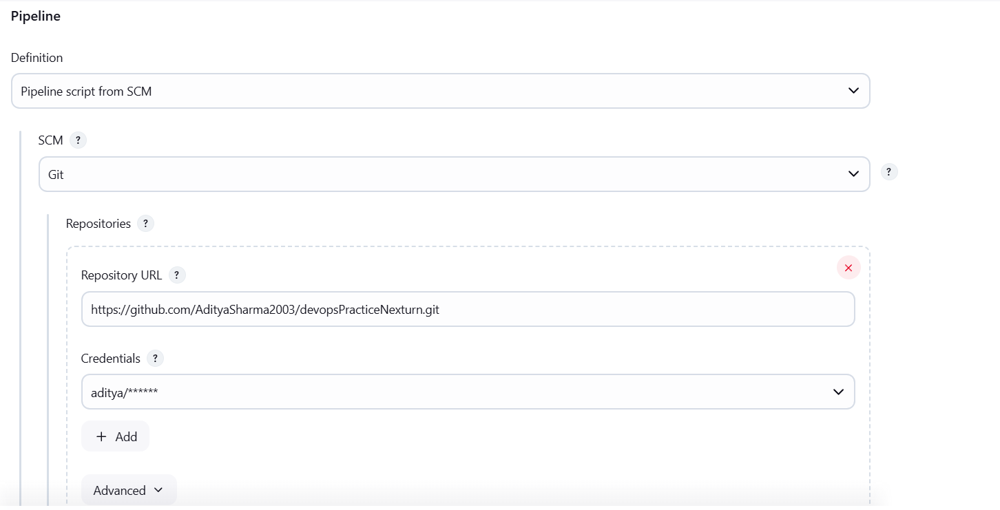 Pipeline
Definition
Pipeline script from SCM
SCM ?
Git
?
Repositories ?
Repository URL ?
https://github.com/AdityaSharma2003/devopsPracticeNexturn.git
Credentials ?
aditya/******
+ Add
Advanced